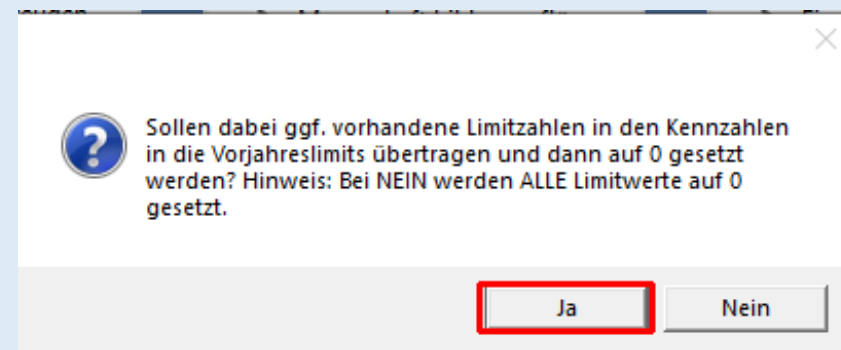 Sollen dabei ggf. vorhandene Limitzahlen in den Kennzahlen
in die Vorjahreslimits übertragen und dann auf 0 gesetzt
werden? Hinweis: Bei NEIN werden ALLE Limitwerte auf 0
gesetzt.
Ja
Nein